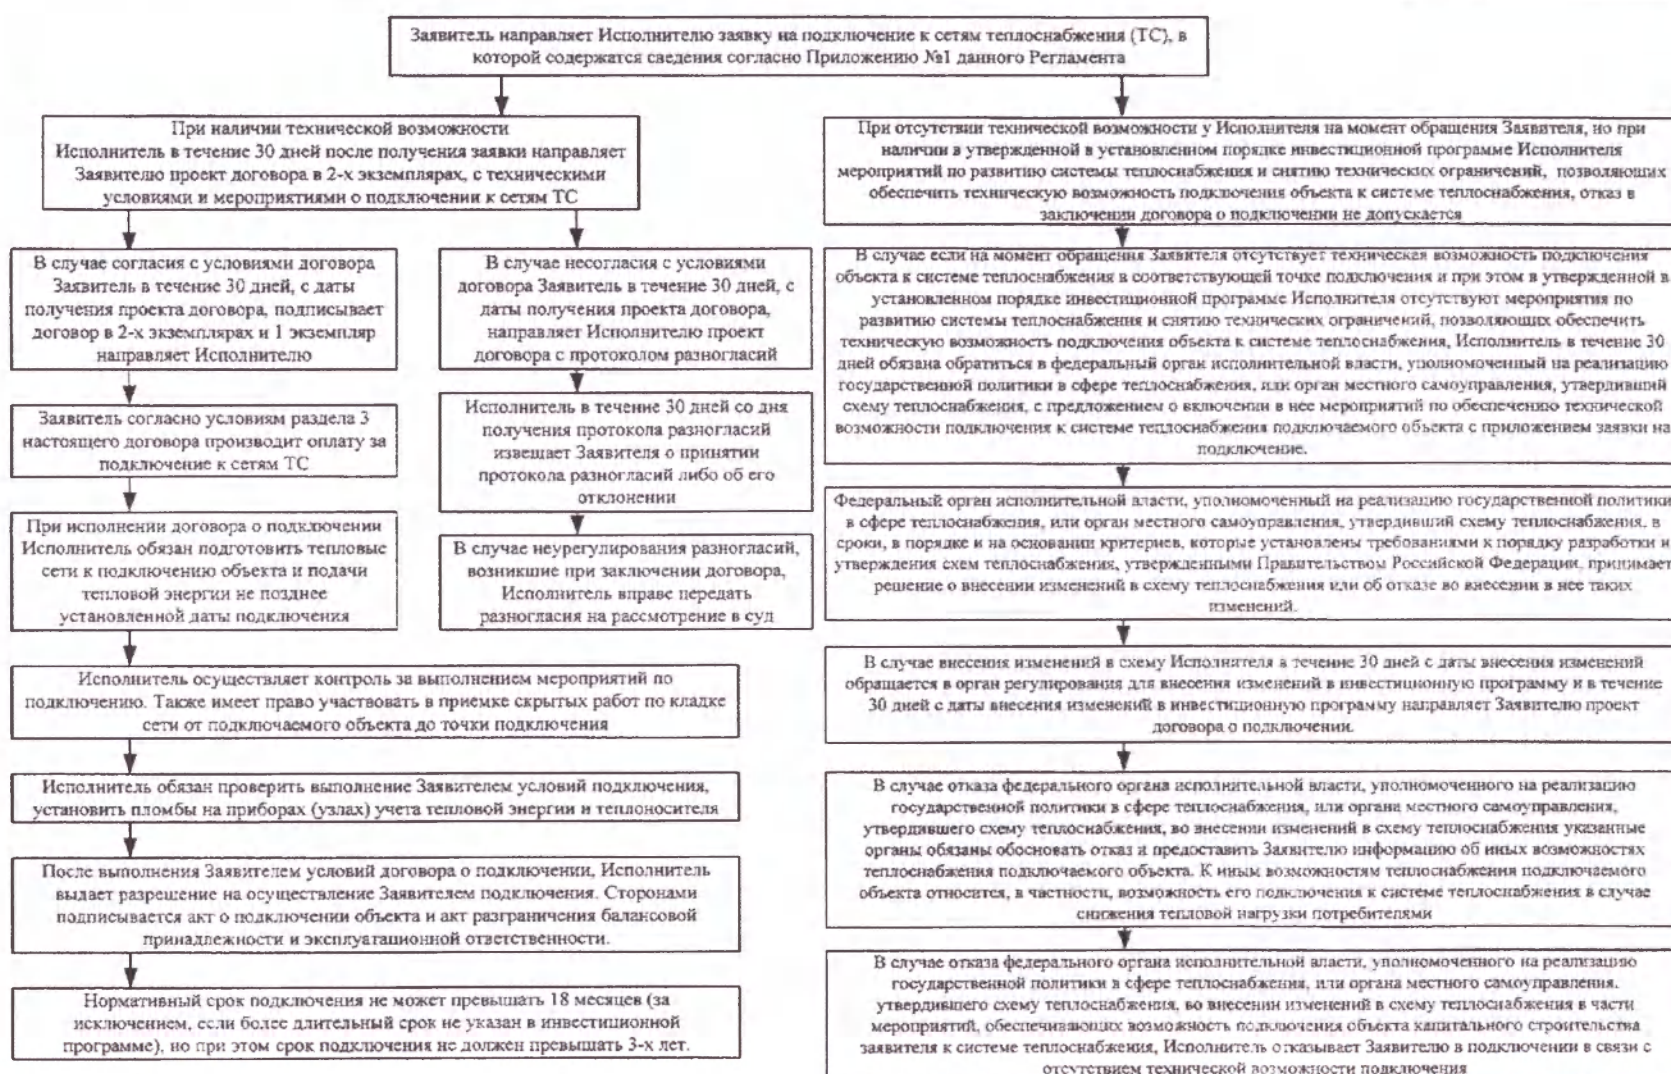 Заявитель направляет Исполнителю заявку на подключение к сетям теплоснабжения (ТС), в
которой содержатся сведения согласно Приложению №1 данного Регламента
При наличии технической возможности
Исполнитель в течение 30 дней после получения заявки направляет
Заявителю проект договора в 2-х экземплярах, с техническими
условиями и мероприятиями о подключении к сетям ТС
В случае согласия с условиями договора
Заявитель в течение 30 дней, с даты
получения проекта договора, подписывает
договор в 2-х экземплярах и 1 экземпляр
направляет Исполнителю
Заявитель согласно условиям раздела 3
настоящего договора производит оплату за
подключение к сетям ТС
При исполнении договора о подключении
Исполнитель обязан подготовить тепловые
сети к подключению объекта и подачи
тепловой энергии не позднее
установленной даты подключения
В случае несогласия с условиями
договора Заявитель в течение 30 дней, с
даты получения проекта договора,
направляет Исполнителю проект
договора с протоколом разногласий
Исполнитель в течение 30 дней со дня
получения протокола разногласий
извещает Заявителя о принятии
протокола разногласий либо об его
отклонении
В случае неурегулирования разногласий,
возникшие при заключении договора,
Исполнитель вправе передать
разногласия на рассмотрение в суд
Исполнитель осуществляет контроль за выполнением мероприятий по
подключению. Также имеет право участвовать в приемке скрытых работ по кладке
сети от подключаемого объекта до точки подключения
Исполнитель обязан проверить выполнение Заявителем условий подключения,
установить пломбы на приборах (узлах) учета тепловой энергии и теплоносителя
После выполнения Заявителем условий договора о подключении, Исполнитель
выдает разрешение на осуществление Заявителем подключения. Сторонами
подписывается акт о подключении объекта и акт разграничения балансовой
принадлежности и эксплуатационной ответственности.
Нормативный срок подключения не может превышать 18 месяцев (за
исключением, если более длительный срок не указан в инвестиционной
программе), но при этом срок подключения не должен превышать 3-х лет.
При отсутствии технической возможности у Исполнителя на момент обращения Заявителя, но при
наличии в утвержденной в установленном порядке инвестиционной программе Исполнителя
мероприятий по развитию системы теплоснабжения и снятию технических ограничений, позволяющих
обеспечить техническую возможность подключения объекта к системе теплоснабжения, отказ в
заключении договора о подключении не допускается
В случае если на момент обращения Заявителя отсутствует техническая возможность подключения
объекта к системе теплоснабжения в соответствующей точке подключения и при этом в утвержденной в
установленном порядке инвестиционной программе Исполнителя отсутствуют мероприятия по
развитию системы теплоснабжения и снятию технических ограничений, позволяющих обеспечить
техническую возможность подключения объекта к системе теплоснабжения, Исполнитель в течение 30
дней обязана обратиться в федеральный орган исполнительной власти, уполномоченный на реализацию
государственной политики в сфере теплоснабжения, или орган местного самоуправления, утвердивший
схему теплоснабжения, с предложением о включении в нее мероприятий по обеспечению технической
возможности подключения к системе теплоснабжения подключаемого объекта с приложением заявки на
подключение.
Федеральный орган исполнительной власти, уполномоченный на реализацию государственной политики
в сфере теплоснабжения, или орган местного самоуправления, утвердивший схему теплоснабжения, в
сроки, в порядке и на основании критериев, которые установлены требованиями к порядку разработки и
утверждения схем теплоснабжения, утвержденными Правительством Российской Федерации, принимает
решение о внесении изменений в схему теплоснабжения или об отказе во внесении в нее таких
изменений.
В случае внесения изменений в схему Исполнителя в течение 30 дней с даты внесения изменений
обращается в орган регулирования для внесения изменений в инвестиционную программу и в течение
30 дней с даты внесения изменений в инвестиционную программу направляет Заявителю проект
договора о подключении.
В случае отказа федерального органа исполнительной власти, уполномоченного на реализацию
государственной политики в сфере теплоснабжения, или органа местного самоуправления,
утвердившего схему теплоснабжения, во внесении изменений в схему теплоснабжения указанные
органы обязаны обосновать отказ и предоставить Заявителю информацию об иных возможностях
теплоснабжения подключаемого объекта. К иным возможностям теплоснабжения подключаемого
объекта относится, в частности, возможность его подключения к системе теплоснабжения в случае
снижения тепловой нагрузки потребителями
В случае отказа федерального органа исполнительной власти, уполномоченного на реализацию
государственной политики в сфере теплоснабжения, или органа местного самоуправления,
утвердившего схему теплоснабжения, во внесении изменений в схему теплоснабжения в части
мероприятий, обеспечивающих возможность подключения объекта капитального строительства
заявителя к системе теплоснабжения, Исполнитель отказывает Заявителю в подключении в связи с
отсутствием технической возможности подключения